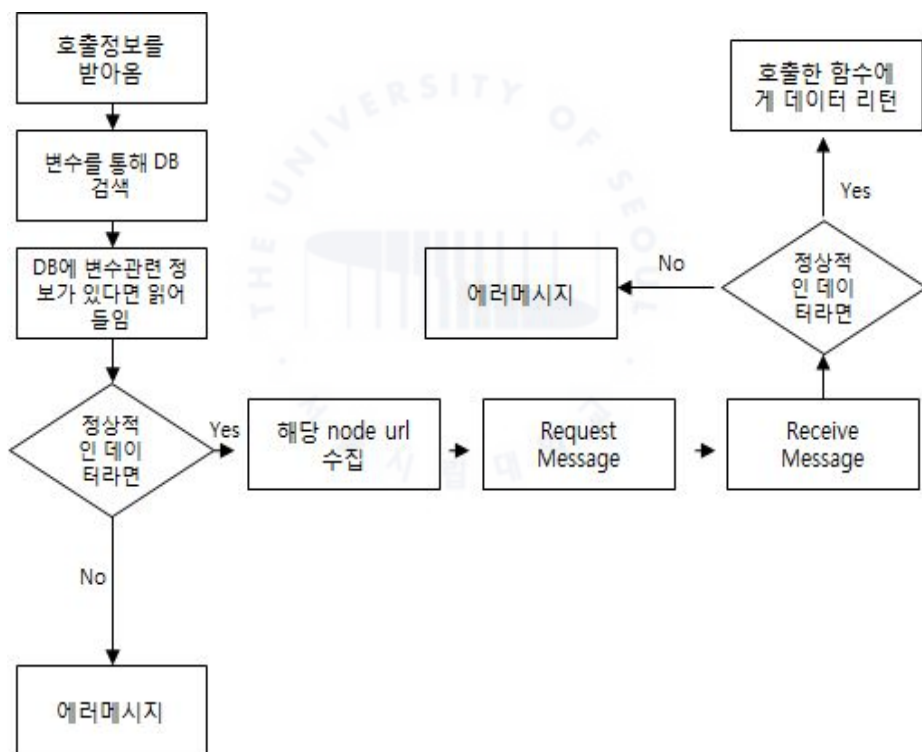 호출정보를
받아옴
변수를 통해 DB
검색
DB에 변수관련 정
보가 있다면 읽어
들임
정상적
인 데이
터라면
Yes
No
에러메시지
해당 node url
수집
Request
Message
Receive
Message
정상적
인 데이
터라면
No
에러메시지
Yes
호출한 함수에
게 데이터 리턴
THE UNIVERSITY OF SEOUL